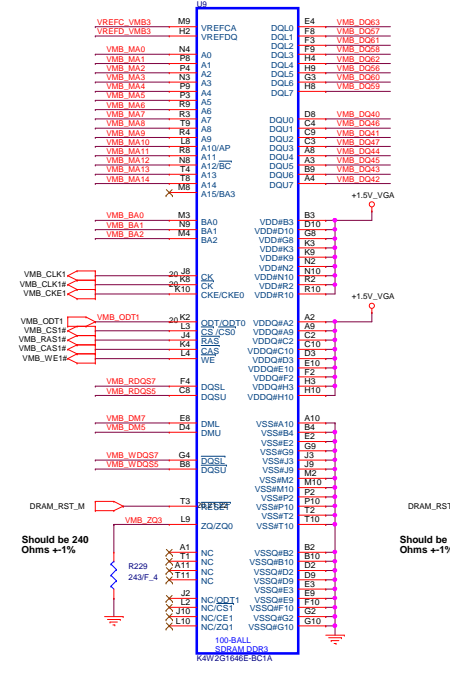 U9
VREFC_VMB3 M9 VREFCA DQL0 E4 VMB_DQ63
VREFD_VMB3 H2 VREFDQ DQL1 F8 VMB_DQ57
DQL2 F3 VMB_DQ61
VMB_MA0 N4 A0 DQL3 F9 VMB_DQ58
VMB_MA1 P8 A1 DQL4 H4 VMB_DQ62
VMB_MA2 P4 A2 DQL5 H9 VMB_DQ56
VMB_MA3 N3 A3 DQL6 G3 VMB_DQ60
VMB_MA4 P9 A4 DQL7 H8 VMB_DQ59
VMB_MA5 P3 A5
VMB_MA6 R9 A6
VMB_MA7 R3 A7 DQU0 D8 VMB_DQ40
VMB_MA8 T9 A8 DQU1 C4 VMB_DQ46
VMB_MA9 R4 A9 DQU2 C9 VMB_DQ41
VMB_MA10 L8 A10/AP DQU3 C3 VMB_DQ47
VMB_MA11 R8 A11 DQU4 A8 VMB_DQ44
VMB_MA12 N8 A12/BC DQU5 A3 VMB_DQ45
VMB_MA13 T4 A13 DQU6 B9 VMB_DQ43
VMB_MA14 T8 A14 DQU7 A4 VMB_DQ42
M8 A15/BA3
+1.5V_VGA
VMB_BA0 M3 BA0 VDD#B3 B3
VMB_BA1 N9 BA1 VDD#D10 D10
VMB_BA2 M4 BA2 VDD#G8 G8
VDD#K3 K3
VDD#K9 K9
VDD#N2 N2
VMB_CLK1 20 J8 CK VDD#N10 N10
VMB_CLK1# 20 K8 CK VDD#R2 R2
VMB_CKE1 K10 CKE/CKE0 VDD#R10 R10
+1.5V_VGA
VMB_ODT1 VMB_ODT1 20 K2 ODT/ODT0 VDDQ#A2 A2
VMB_CS1# L3 CS /CS0 VDDQ#A9 A9
VMB_RAS1# J4 RAS VDDQ#C2 C2
VMB_CAS1# K4 CAS VDDQ#C10 C10
VMB_WE1# L4 WE VDDQ#D3 D3
VDDQ#E10 E10
VDDQ#F2 F2
VMB_RDQS7 F4 DQSL VDDQ#H3 H3
VMB_RDQS5 C8 DQSU VDDQ#H10 H10
VMB_DM7 E8 DML VSS#A10 A10
VMB_DM5 D4 DMU VSS#B4 B4
VSS#E2 E2
VSS#G9 G9
VMB_WDQS7 G4 DQSL VSS#J3 J3
VMB_WDQS5 B8 DQSU VSS#J9 J9
VSS#M2 M2
VSS#M10 M10
VSS#P2 P2
DRAM_RST_M T3 RESET VSS#P10 P10 DRAM_RST
VSS#T2 T2
VMB_ZQ3 L9 ZQ/ZQ0 VSS#T10 T10
Should be 240 Should be
Ohms +-1% Ohms +-1%
A1 NC VSSQ#B2 B2
T1 NC VSSQ#B10 B10
R229 A11 NC VSSQ#D2 D2
243/F_4 T11 NC VSSQ#D9 D9
VSSQ#E3 E3
J2 NC/ODT1 VSSQ#E9 E9
L2 NC/CS1 VSSQ#F10 F10
J10 NC/CE1 VSSQ#G2 G2
L10 NC/ZQ1 VSSQ#G10 G10
100-BALL
SDRAM DDR3
K4W2G1646E-BC1A